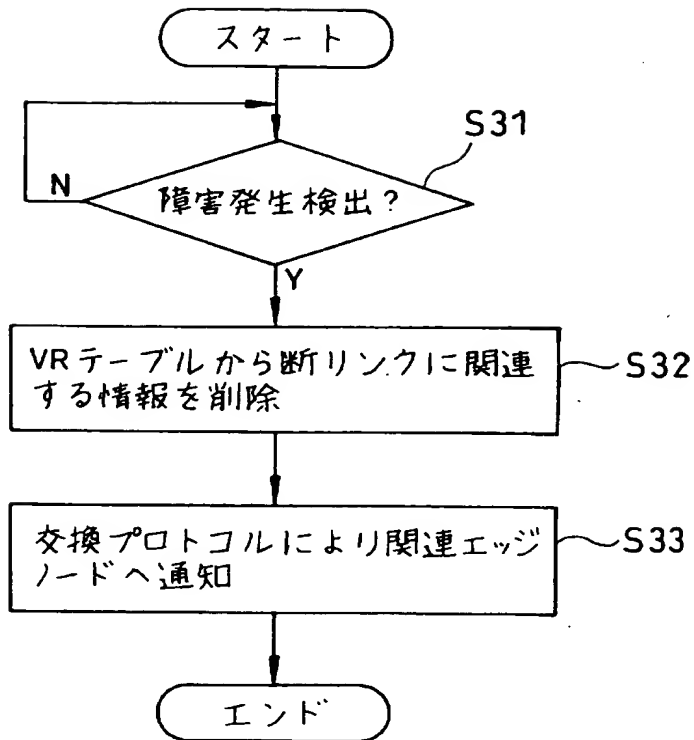 スタート
S31
N
障害発生検出?
Y
VRテーブルから断リンクに関連
する情報を削除
S32
交換プロトコルにより関連エッジ
ノードへ通知
S33
エンド